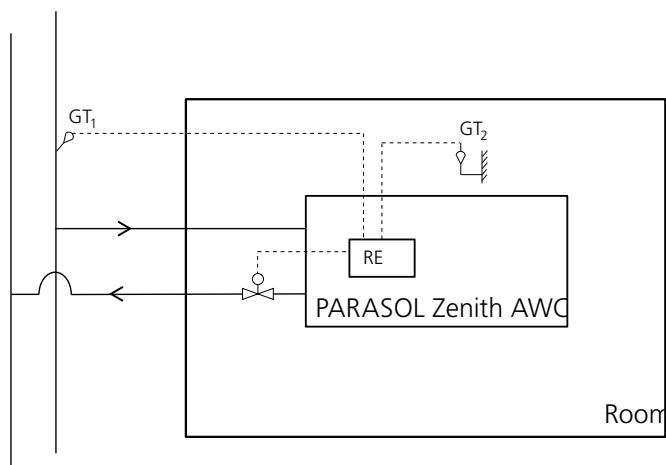 GT₁
GT₂
RE
PARASOL Zenith AWC
Room